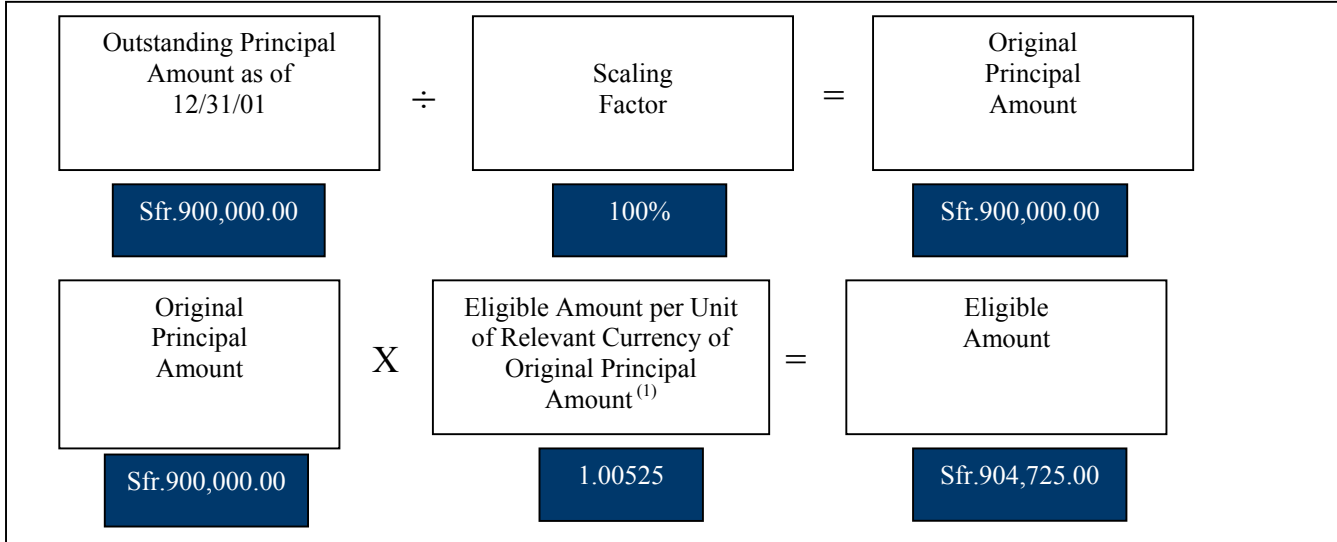 Outstanding Principal
Amount as of
12/31/01
÷
Scaling
Factor
=
Original
Principal
Amount
Sfr.900,000.00
100%
Sfr.900,000.00
Original
Principal
Amount
X
Eligible Amount per Unit
of Relevant Currency of
Original Principal
Amount (1)
=
Eligible
Amount
Sfr.900,000.00
1.00525
Sfr.904,725.00